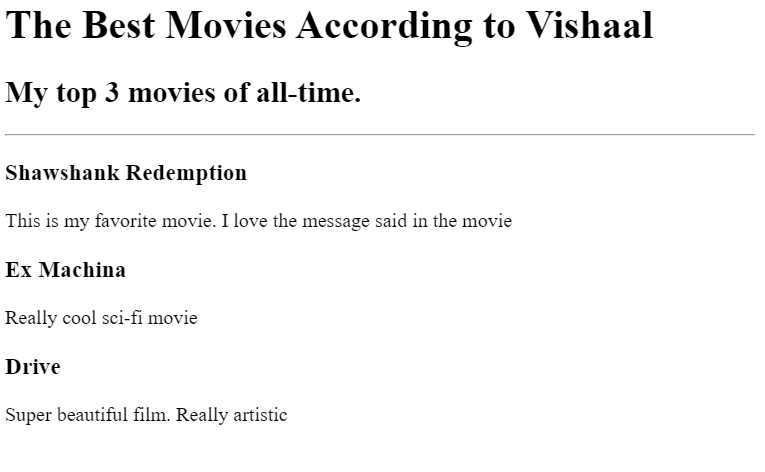 The Best Movies According to Vishaal
My top 3 movies of all-time.
Shawshank Redemption
This is my favorite movie. I love the message said in the movie
Ex Machina
Really cool sci-fi movie
Drive
Super beautiful film. Really artistic